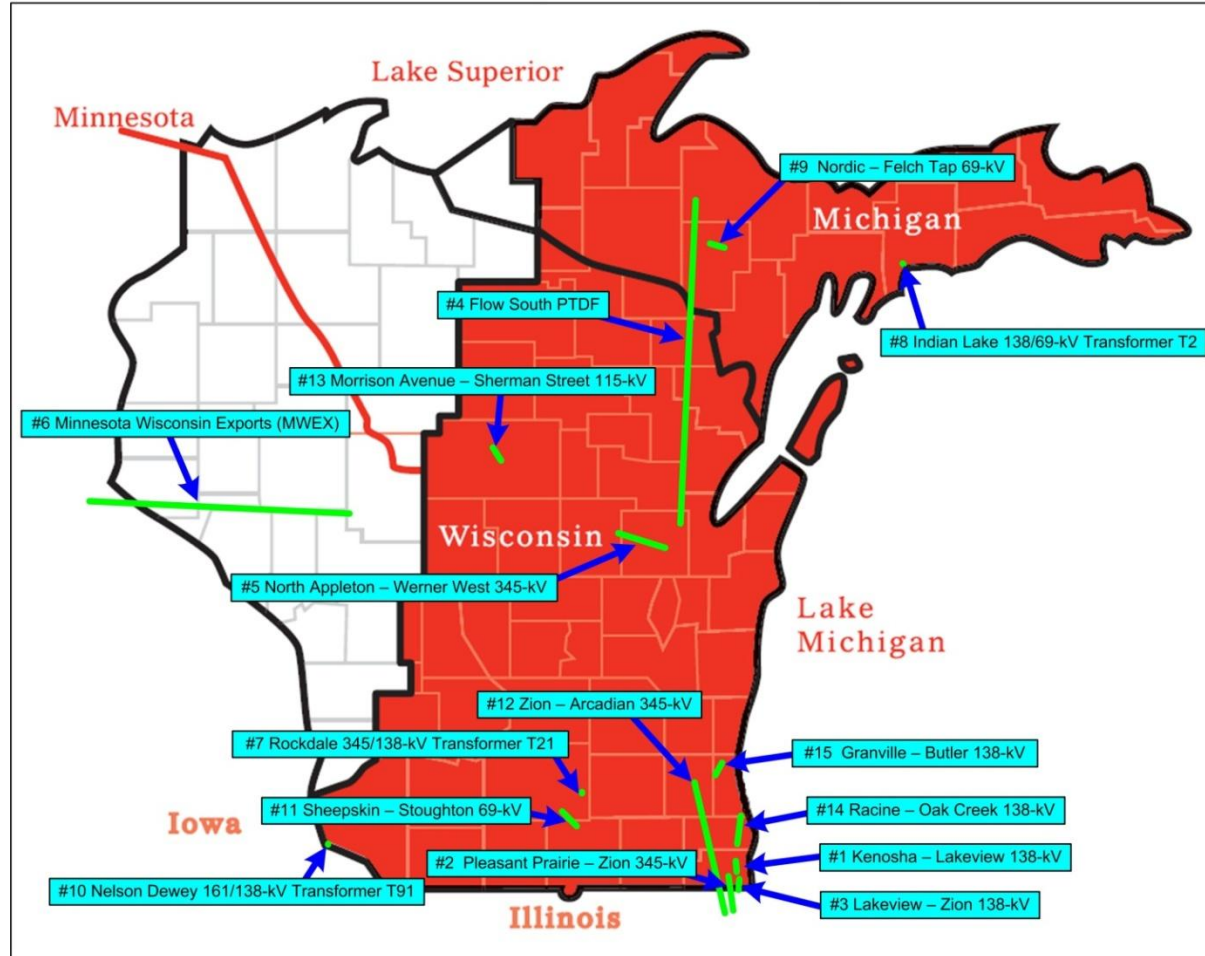 Lake Superior
Minnesota
#9  Nordic – Felch Tap 69-kV
Michigan
#4 Flow South PTDF
#8 Indian Lake 138/69-kV Transformer T2
#13 Morrison Avenue – Sherman Street 115-kV
#6 Minnesota Wisconsin Exports (MWEX)
Wisconsin
#5 North Appleton – Werner West 345-kV
Lake
Michigan
#12 Zion – Arcadian 345-kV
#7 Rockdale 345/138-kV Transformer T21
#15  Granville – Butler 138-kV
#11 Sheepskin – Stoughton 69-kV
#14 Racine – Oak Creek 138-kV
Iowa
#2  Pleasant Prairie – Zion 345-kV
#1 Kenosha – Lakeview 138-kV
#10 Nelson Dewey 161/138-kV Transformer T91
#3 Lakeview – Zion 138-kV
Illinois